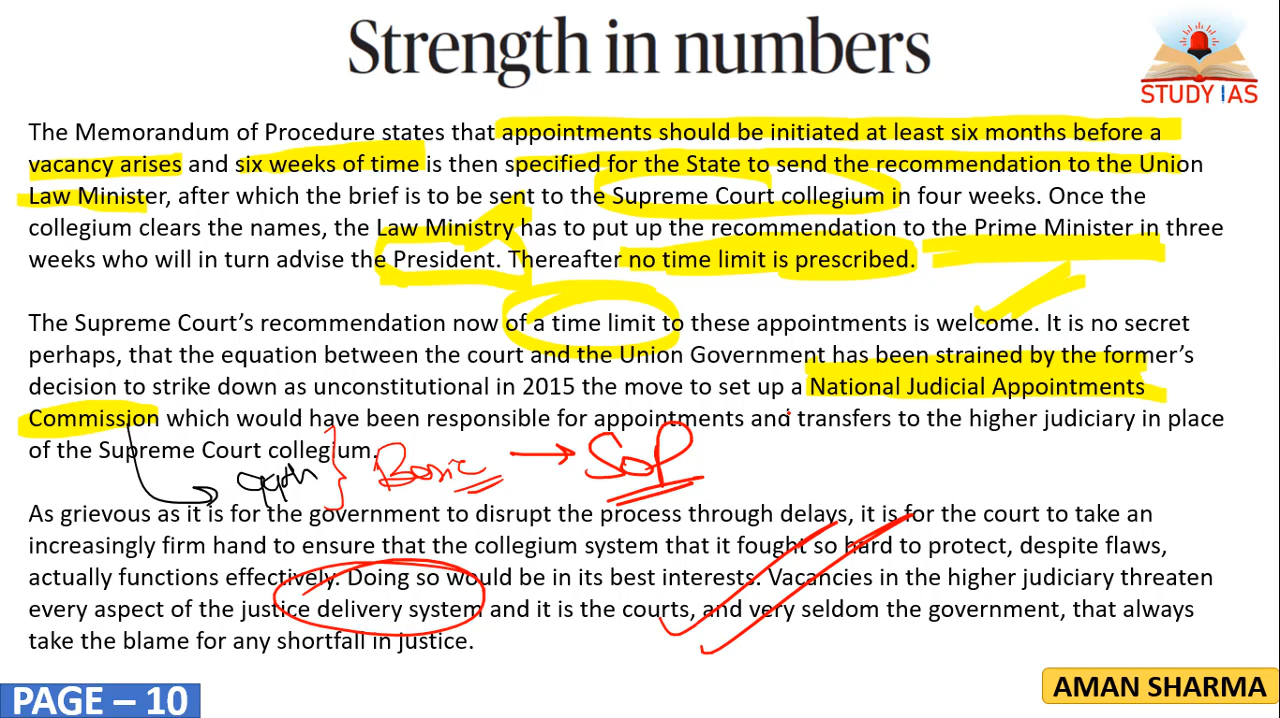 Strength in numbers
STUDY IAS
The Memorandum of Procedure states that appointments should be initiated at least six months before a
vacancy arises and six weeks of time is then specified for the State to send the recommendation to the Union
Law Minister, after which the brief is to be sent to the Supreme Court collegium in four weeks. Once the
collegium clears the names, the Law Ministry has to put up the recommendation to the Prime Minister in three
weeks who will in turn advise the President. Thereafter no time limit is prescribed.
The Supreme Court's recommendation now of a time limit to these appointments is welcome. It is no secret
perhaps, that the equation between the court and the Union Government has been strained by the former's
decision to strike down as unconstitutional in 2015 the move to set up a National Judicial Appointments
Commission which would have been responsible for appointments and transfers to the higher judiciary in place
of the Supreme Court collegium.
Basic SOP
As grievous as it is for the government to disrupt the process through delays, it is for the court to take an
increasingly firm hand to ensure that the collegium system that it fought so hard to protect, despite flaws,
actually functions effectively. Doing so would be in its best interests. Vacancies in the higher judiciary threaten
every aspect of the justice delivery system and it is the courts, and very seldom the government, that always
take the blame for any shortfall in justice.
PAGE – 10
AMAN SHARMA